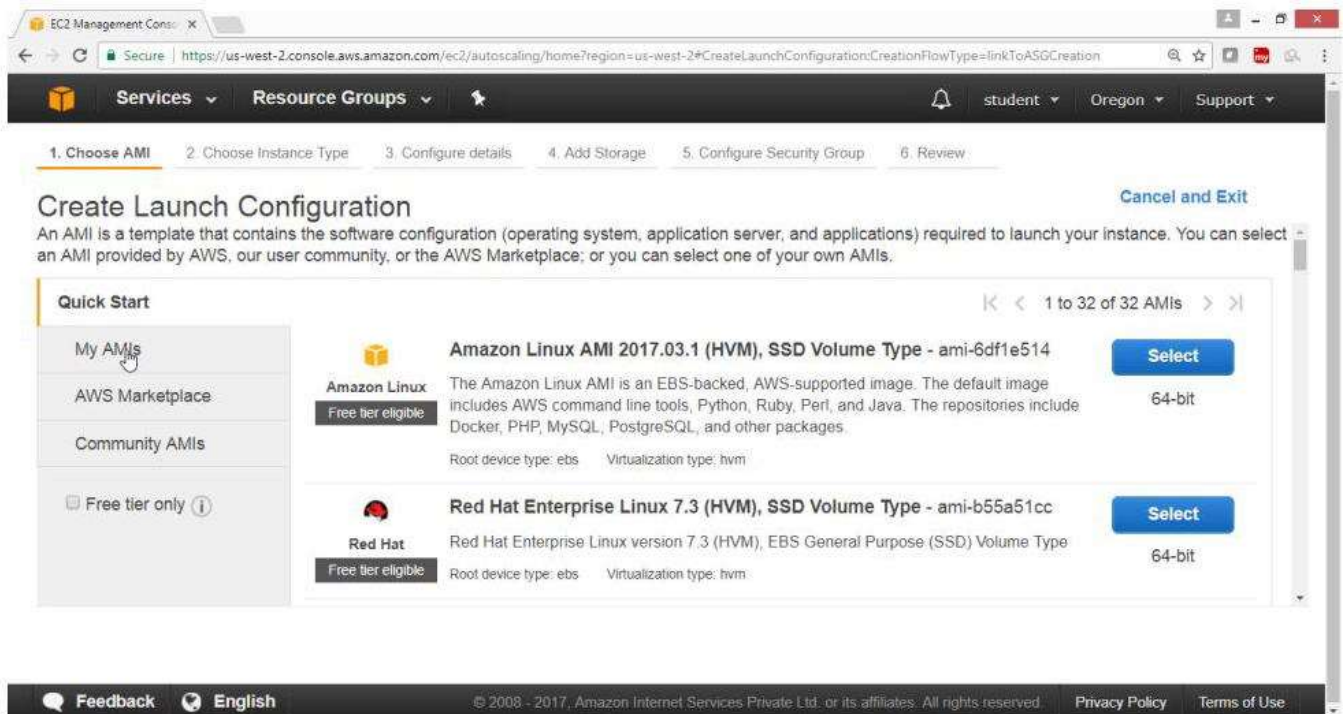 EC2 Management Conso
Secure https://us-west-2.console.aws.amazon.com/ec2/autoscaling/home?region=us-west-2#CreateLaunchConfiguration:CreationFlowType=linkToASGCreation
Services Resource Groups student Oregon Support
1. Choose AMI 2. Choose Instance Type 3. Configure details 4. Add Storage 5. Configure Security Group 6. Review
Create Launch Configuration Cancel and Exit
An AMI is a template that contains the software configuration (operating system, application server, and applications) required to launch your instance. You can select
an AMI provided by AWS, our user community, or the AWS Marketplace; or you can select one of your own AMIs.
Quick Start 1 to 32 of 32 AMIs
My AMIs
AWS Marketplace
Community AMIs
Free tier only
Amazon Linux
Free tier eligible
Amazon Linux AMI 2017.03.1 (HVM), SSD Volume Type - ami-6df1e514
The Amazon Linux AMI is an EBS-backed, AWS-supported image. The default image
includes AWS command line tools, Python, Ruby, Perl, and Java. The repositories include
Docker, PHP, MySQL, PostgreSQL, and other packages.
Root device type: ebs Virtualization type: hvm
Select
64-bit
Red Hat
Free tier eligible
Red Hat Enterprise Linux 7.3 (HVM), SSD Volume Type - ami-b55a51cc
Red Hat Enterprise Linux version 7.3 (HVM), EBS General Purpose (SSD) Volume Type
Root device type: ebs Virtualization type: hvm
Select
64-bit
Feedback English © 2008 - 2017, Amazon Internet Services Private Ltd. or its affiliates. All rights reserved. Privacy Policy Terms of Use